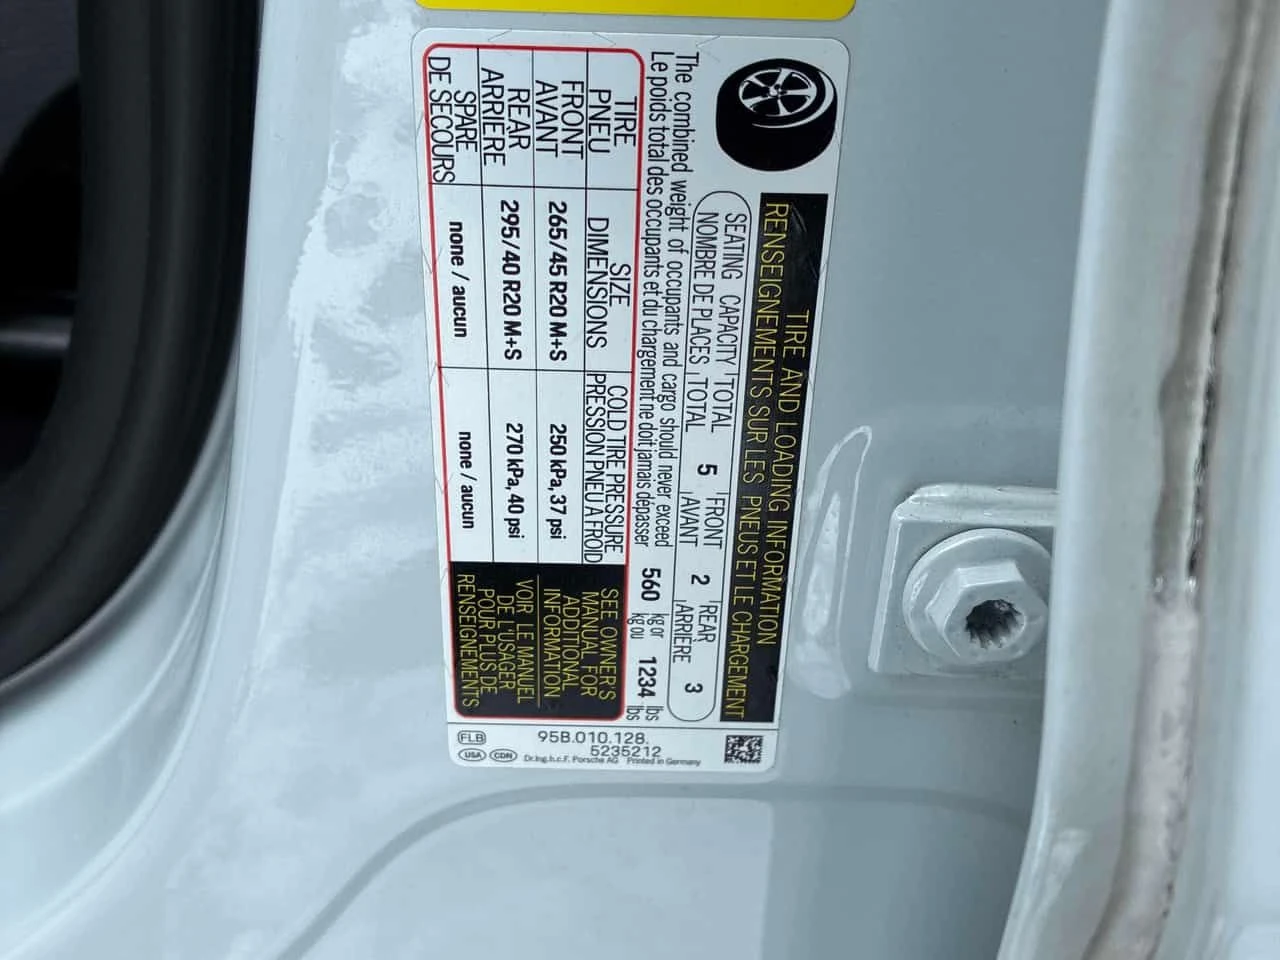 TIRE AND LOADING INFORMATION
RENSEIGNEMENTS SUR LES PNEUS ET LE CHARGEMENT
SEATING CAPACITY TOTAL 5 FRONT 2 REAR 3
NOMBRE DE PLACES TOTAL AVANT ARRIÈRE
The combined weight of occupants and cargo should never exceed 560 kg or 1234 lbs
Le poids total des occupants et du chargement ne doit jamais dépasser kg ou lbs
TIRE SIZE COLD TIRE PRESSURE
PNEU DIMENSIONS PRESSION PNEU À FROID
FRONT
AVANT 265/45 R20 M+S 250 kPa, 37 psi
REAR
ARRIÈRE 295/40 R20 M+S 270 kPa, 40 psi
SPARE
DE SECOURS none / aucun none / aucun
SEE OWNER'S
MANUAL FOR
ADDITIONAL
INFORMATION
VOIR LE MANUEL
DE L'USAGER
POUR PLUS DE
RENSEIGNEMENTS
95B.010.128.
5235212
Dr.Ing.h.c.F. Porsche AG Printed in Germany
FLB
USA CDN